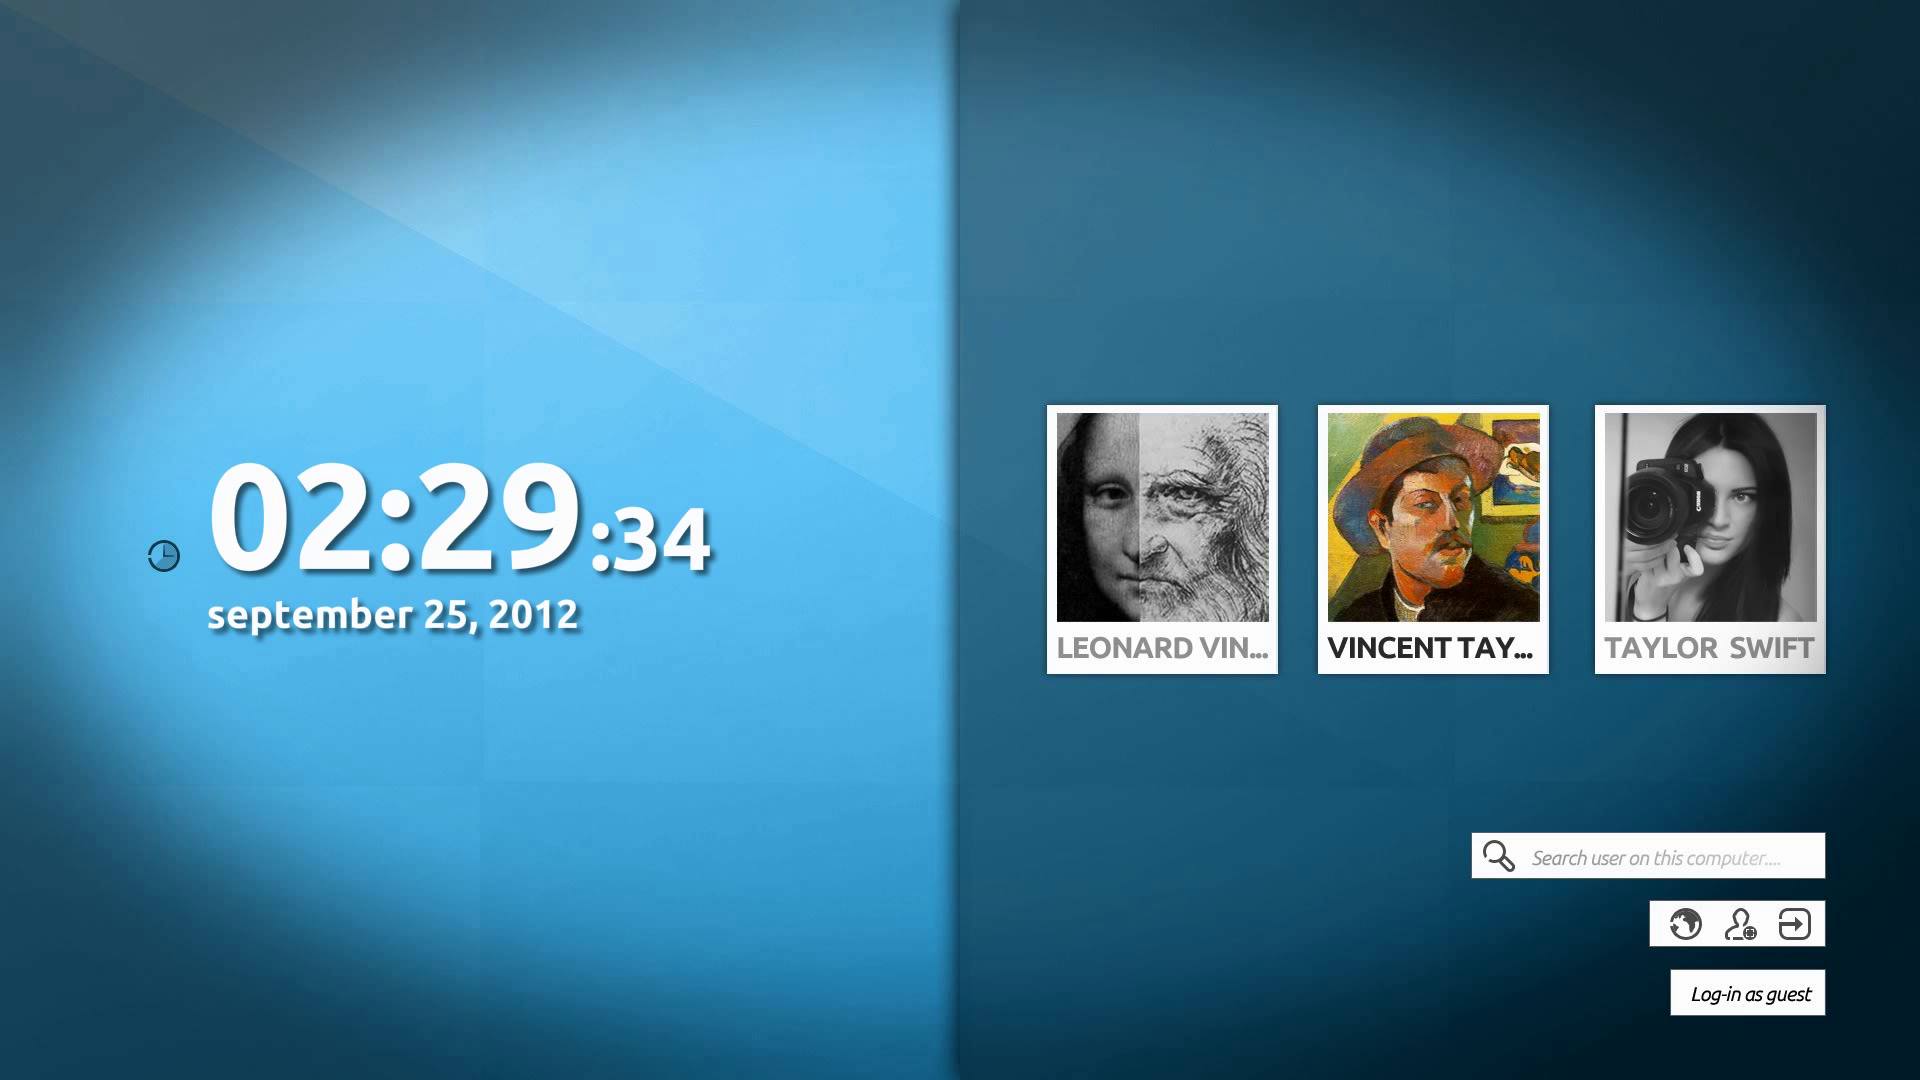 02:29:34
september 25, 2012
LEONARD VIN...
VINCENT TAY...
TAYLOR SWIFT
Search user on this computer....
Log-in as guest